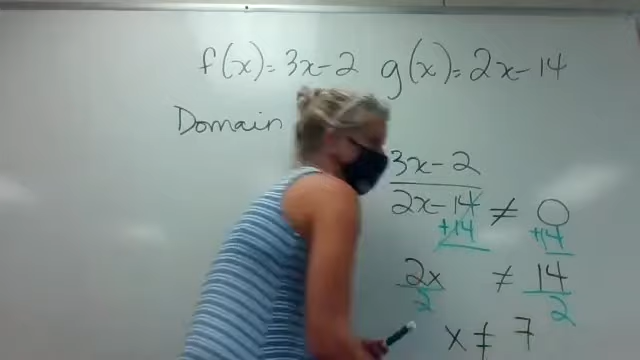 f(x)=3x-2 g(x)=2x-14
Domain
3x-2
2x-14 ≠ 0
+14 +14
2x ≠ 14
2 2
x ≠ 7